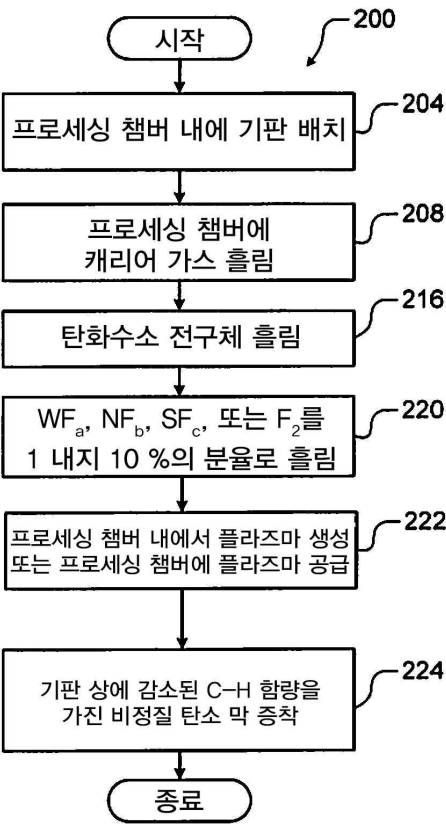 시작
200
프로세싱 챔버 내에 기판 배치
204
프로세싱 챔버에
캐리어 가스 흘림
208
탄화수소 전구체 흘림
216
WFa, NFb, SFc, 또는 F2를
1 내지 10 %의 분율로 흘림
220
프로세싱 챔버 내에서 플라즈마 생성
또는 프로세싱 챔버에 플라즈마 공급
222
기판 상에 감소된 C-H 함량을
가진 비정질 탄소 막 증착
224
종료